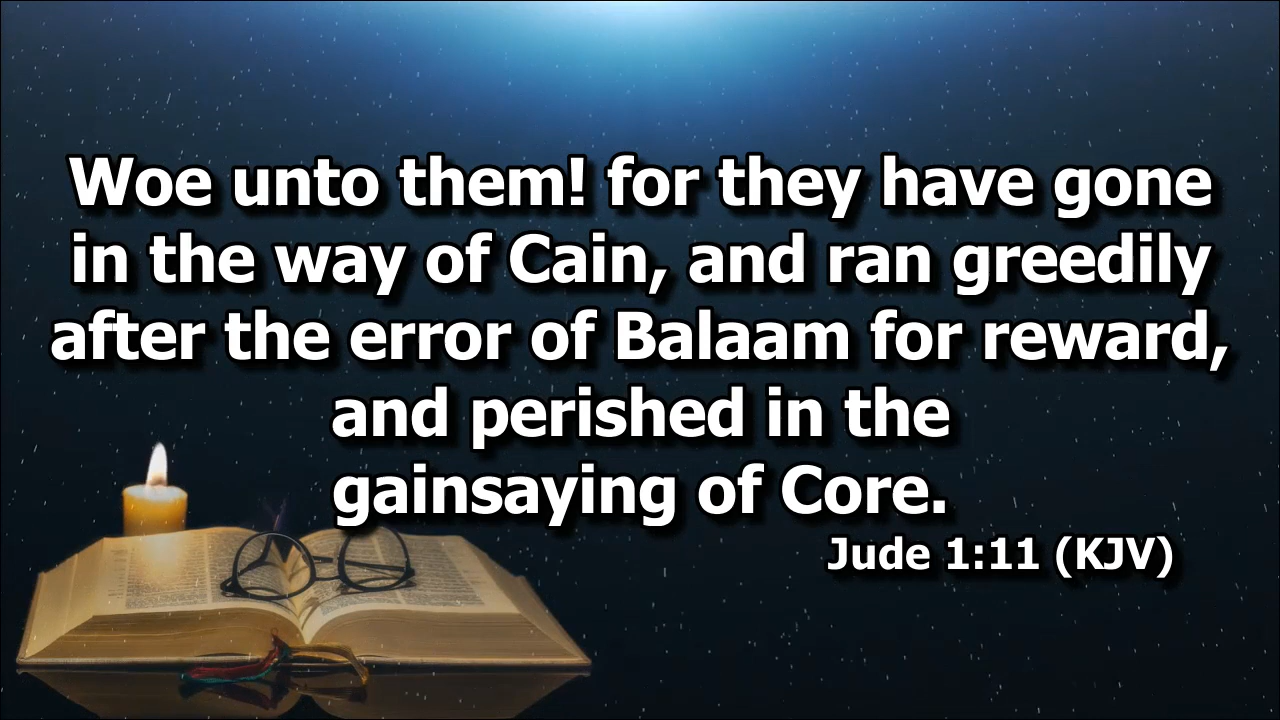 Woe unto them! for they have gone
in the way of Cain, and ran greedily
after the error of Balaam for reward,
and perished in the
gainsaying of Core.
Jude 1:11 (KJV)